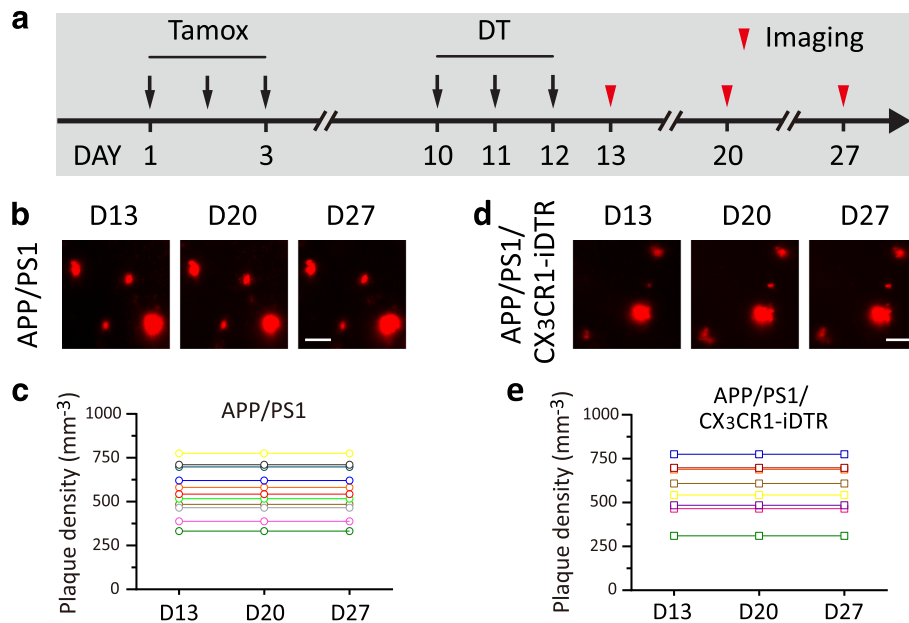 a
Tamox
DT
Imaging
DAY 1 3 10 11 12 13 20 27
b
D13 D20 D27
APP/PS1
d
D13 D20 D27
APP/PS1/
CX3CR1-iDTR
c
APP/PS1
Plaque density (mm-3)
1000
750
500
250
0
D13 D20 D27
e
APP/PS1/
CX3CR1-iDTR
Plaque density (mm-3)
1000
750
500
250
0
D13 D20 D27